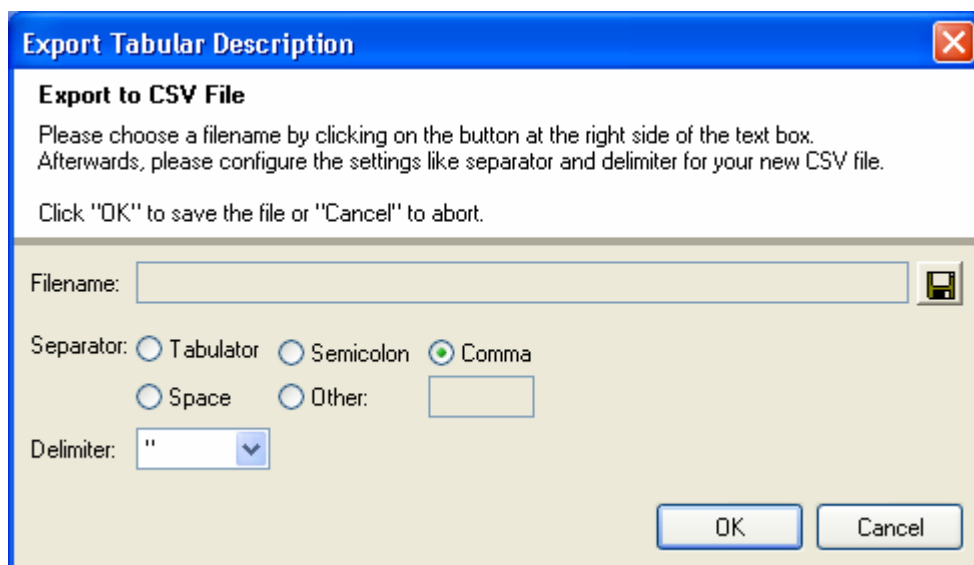 Export Tabular Description
Export to CSV File
Please choose a filename by clicking on the button at the right side of the text box.
Afterwards, please configure the settings like separator and delimiter for your new CSV file.
Click "OK" to save the file or "Cancel" to abort.
Filename:
Separator: Tabulator Semicolon Comma
Space Other:
Delimiter: "
OK Cancel